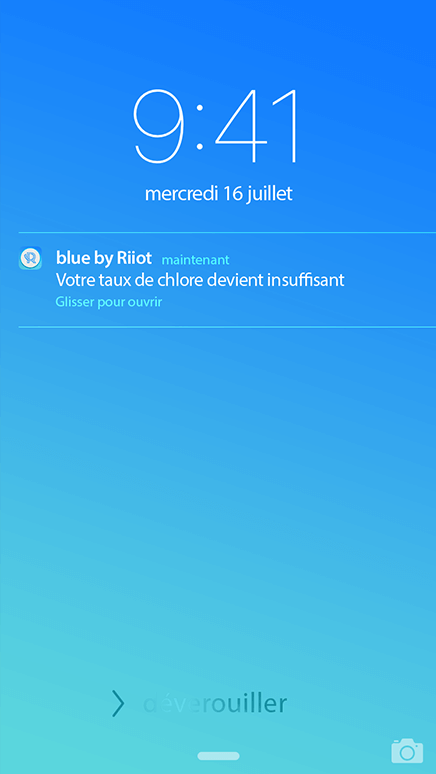 9:41
mercredi 16 juillet
blue by Riiot maintenant
Votre taux de chlore devient insuffisant
Glisser pour ouvrir
déverouiller